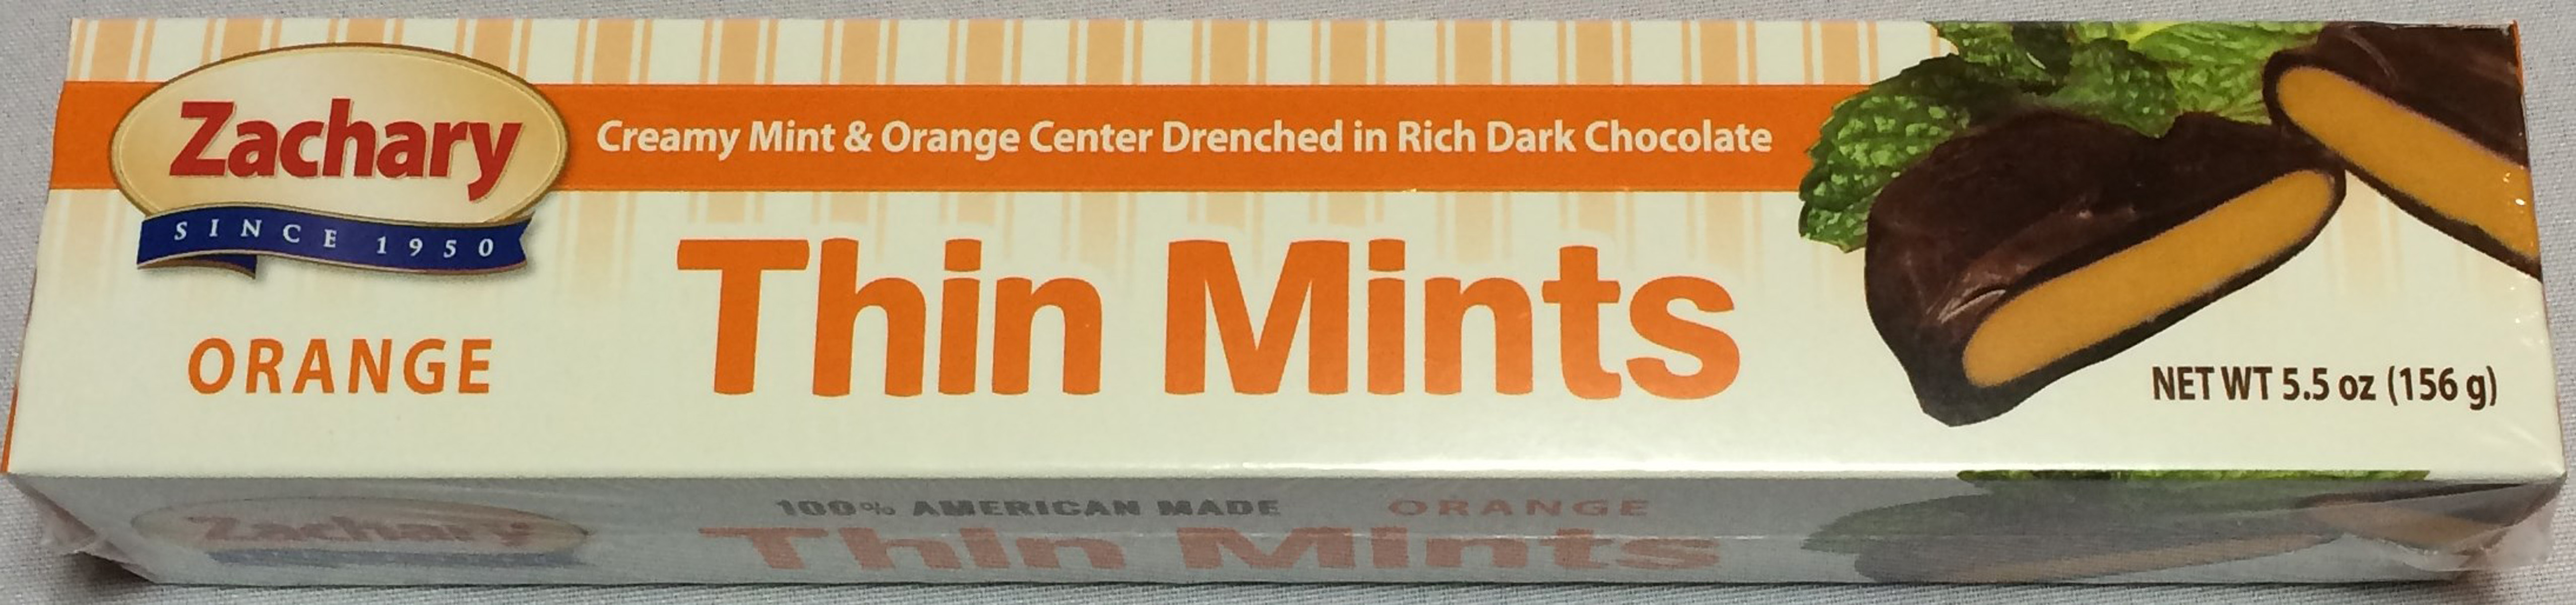 Zachary
SINCE 1950
Creamy Mint & Orange Center Drenched in Rich Dark Chocolate
ORANGE
Thin Mints
NET WT 5.5 oz (156 g)
Zachary
100% AMERICAN MADE ORANGE
Thin Mints